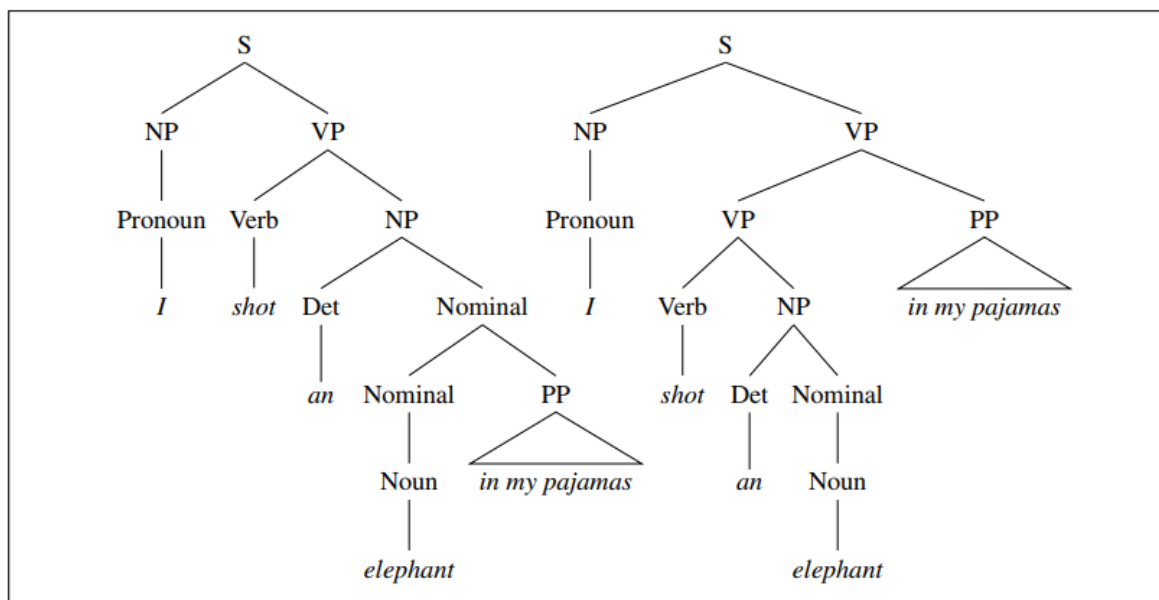 S S
NP VP NP VP
Pronoun Verb NP Pronoun VP PP
I shot Det Nominal I Verb NP in my pajamas
an Nominal PP shot Det Nominal
Noun in my pajamas an Noun
elephant elephant